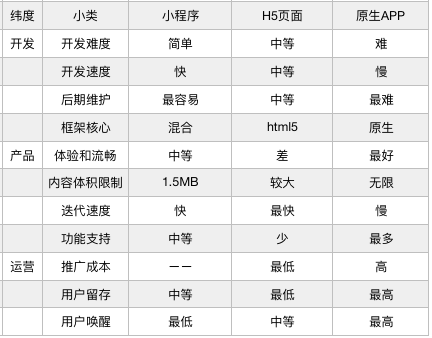 纬度 小类 小程序 H5页面 原生APP
开发 开发难度 简单 中等 难
开发速度 快 中等 慢
后期维护 最容易 中等 最难
框架核心 混合 html5 原生
产品 体验和流畅 中等 差 最好
内容体积限制 1.5MB 较大 无限
迭代速度 快 最快 慢
功能支持 中等 少 最多
运营 推广成本 —— 最低 高
用户留存 中等 最低 最高
用户唤醒 最低 中等 最高